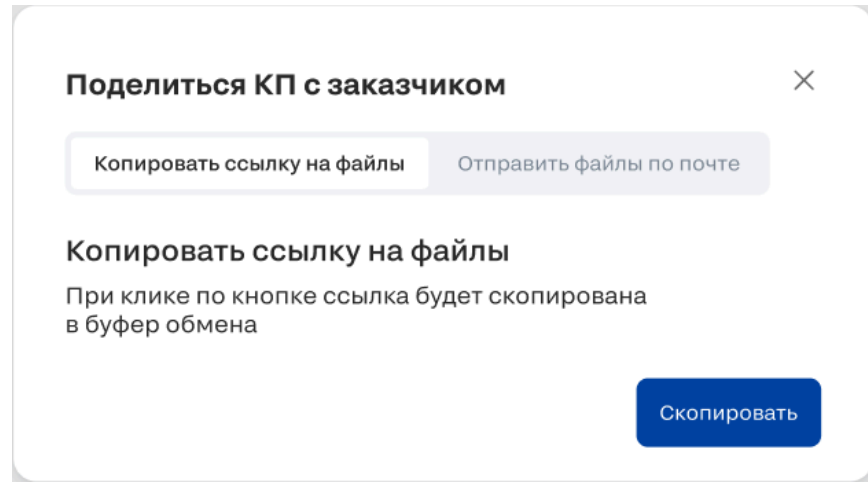 Поделиться КП с заказчиком
Копировать ссылку на файлы
Отправить файлы по почте
Копировать ссылку на файлы
При клике по кнопке ссылка будет скопирована
в буфер обмена
Скопировать